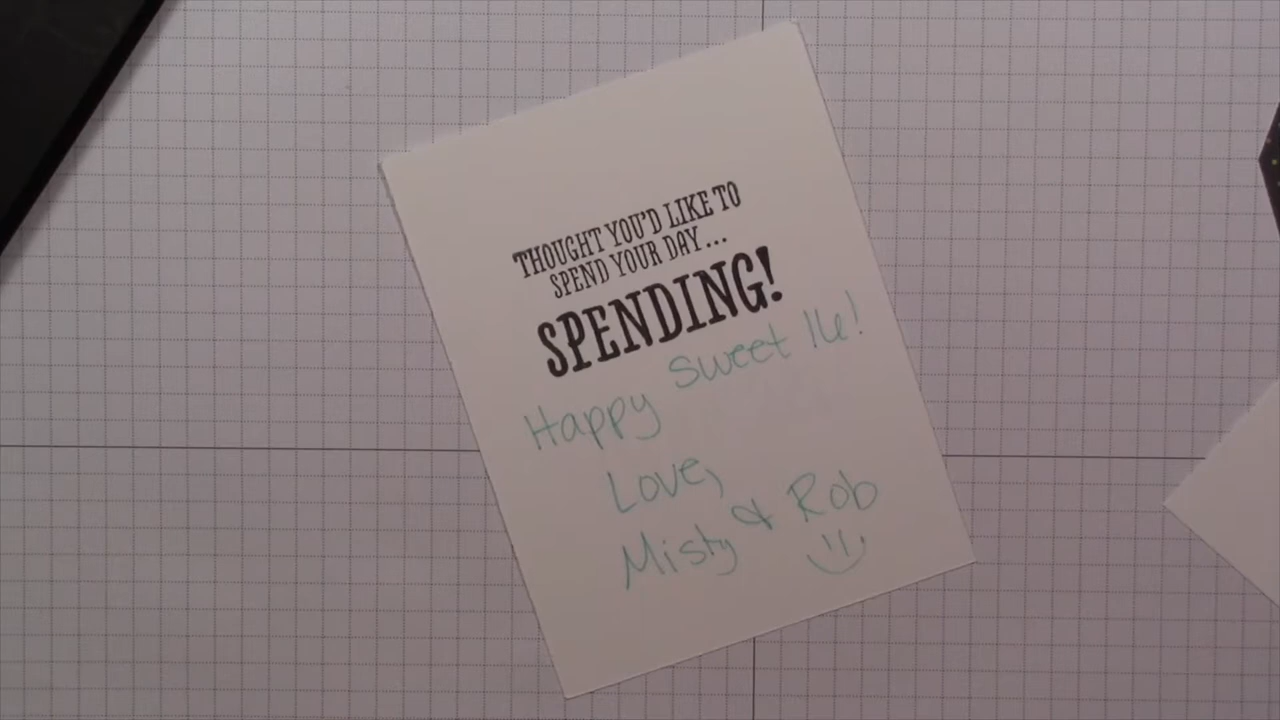 THOUGHT YOU'D LIKE TO
SPEND YOUR DAY...
SPENDING!
Happy Sweet 16!
Love,
Misty & Rob